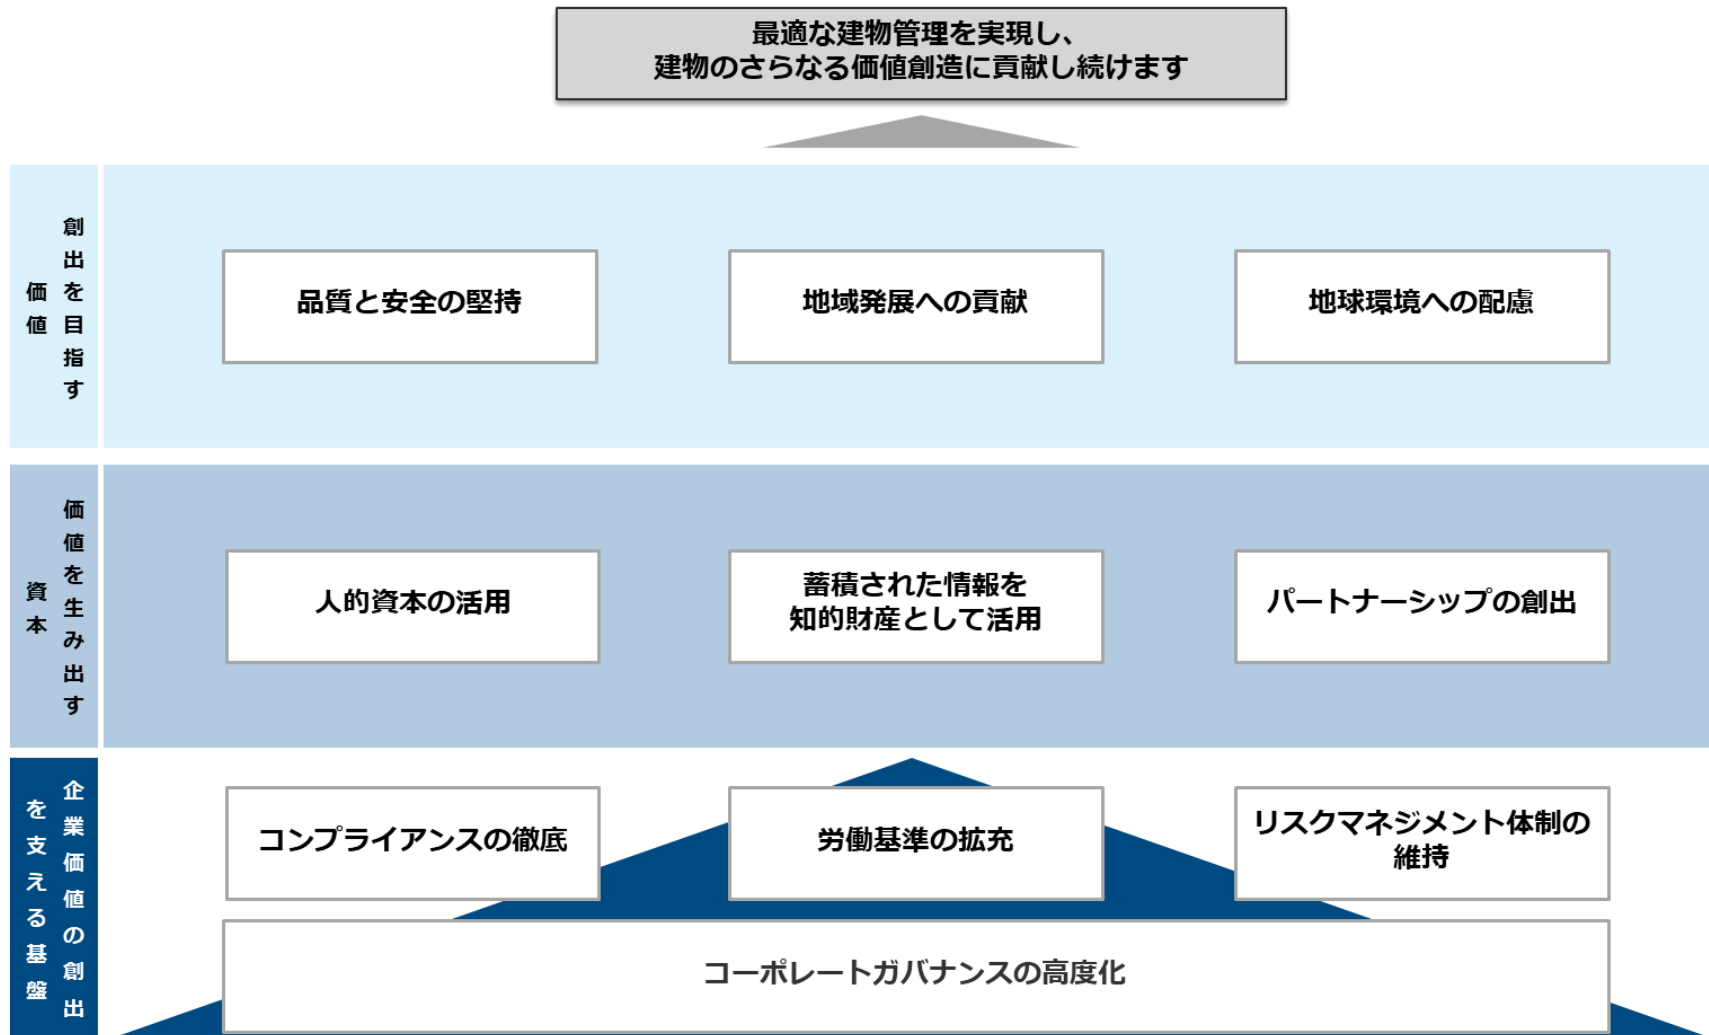 最適な建物管理を実現し、
建物のさらなる価値創造に貢献し続けます
創出を目指す
価値
品質と安全の堅持
地域発展への貢献
地球環境への配慮
価値を生み出す
資本
人的資本の活用
蓄積された情報を
知的財産として活用
パートナーシップの創出
企業価値の創出
を支える基盤
コンプライアンスの徹底
労働基準の拡充
リスクマネジメント体制の
維持
コーポレートガバナンスの高度化